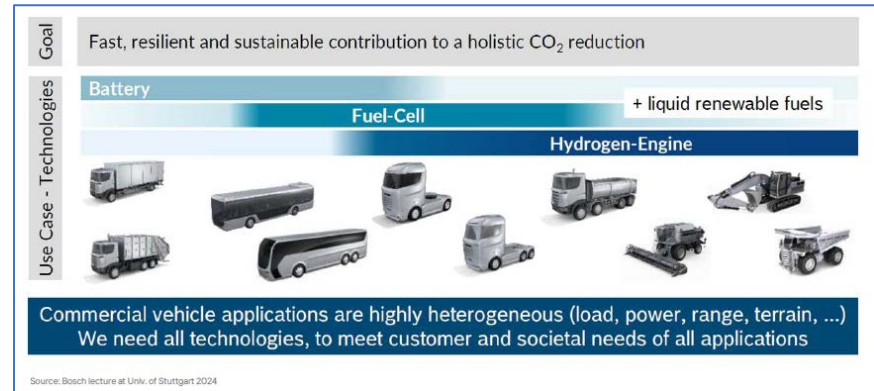 Goal
Fast, resilient and sustainable contribution to a holistic CO₂ reduction
Use Case - Technologies
Battery
Fuel-Cell
+ liquid renewable fuels
Hydrogen-Engine
Commercial vehicle applications are highly heterogeneous (load, power, range, terrain, ...)
We need all technologies, to meet customer and societal needs of all applications
Source: Bosch lecture at Univ. of Stuttgart 2024